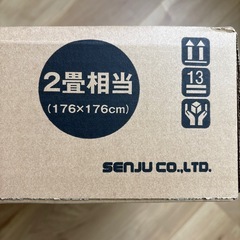 2畳相当
(176×176cm)
13
SENJU CO.,LTD.